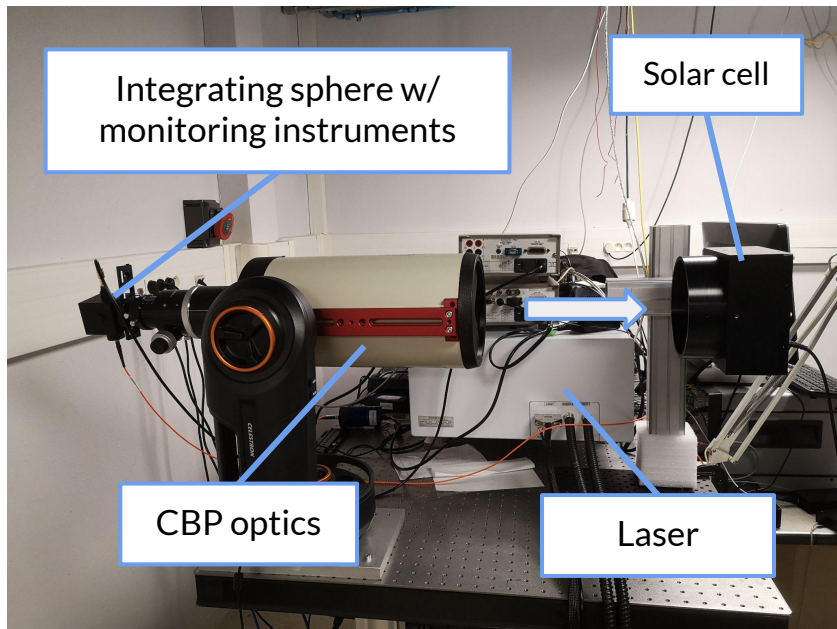 Integrating sphere w/
monitoring instruments
Solar cell
CELESTRON
CBP optics
Laser